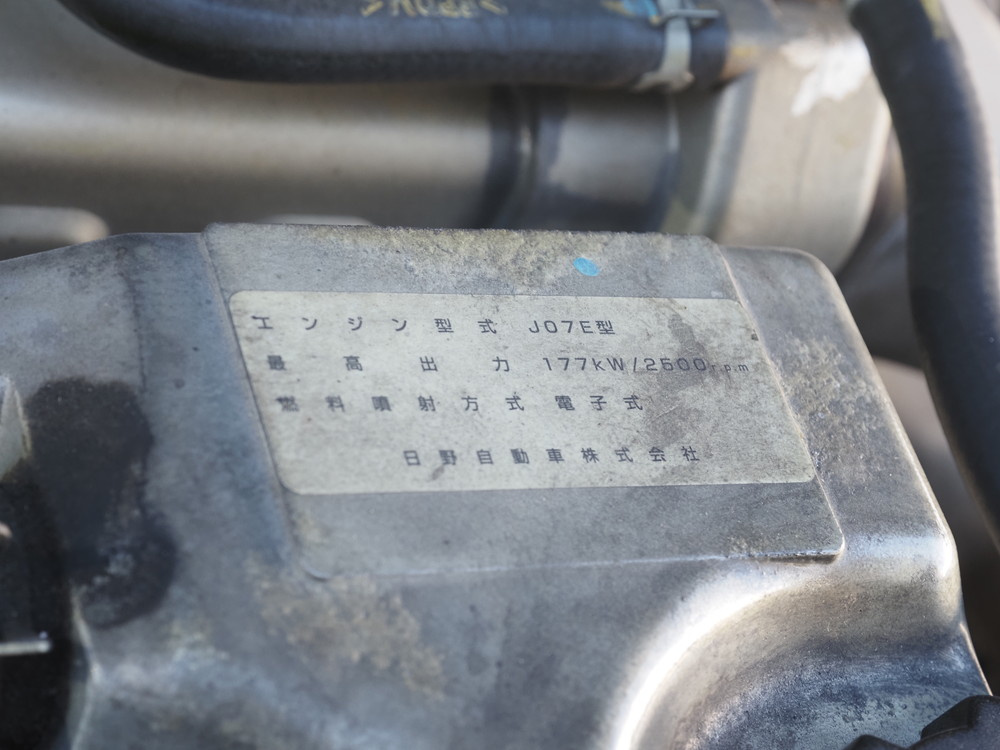 エンジン型式 J07E型
最高出力 177kW/2500r.p.m
燃料噴射方式 電子式
日野自動車株式会社